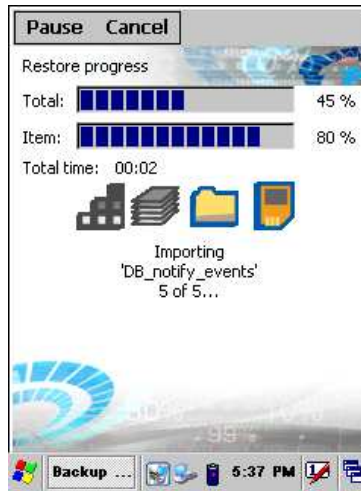 Pause Cancel
Restore progress
Total: 45 %
Item: 80 %
Total time: 00:02
Importing
'DB_notify_events'
5 of 5...
99%
Backup ... 5:37 PM